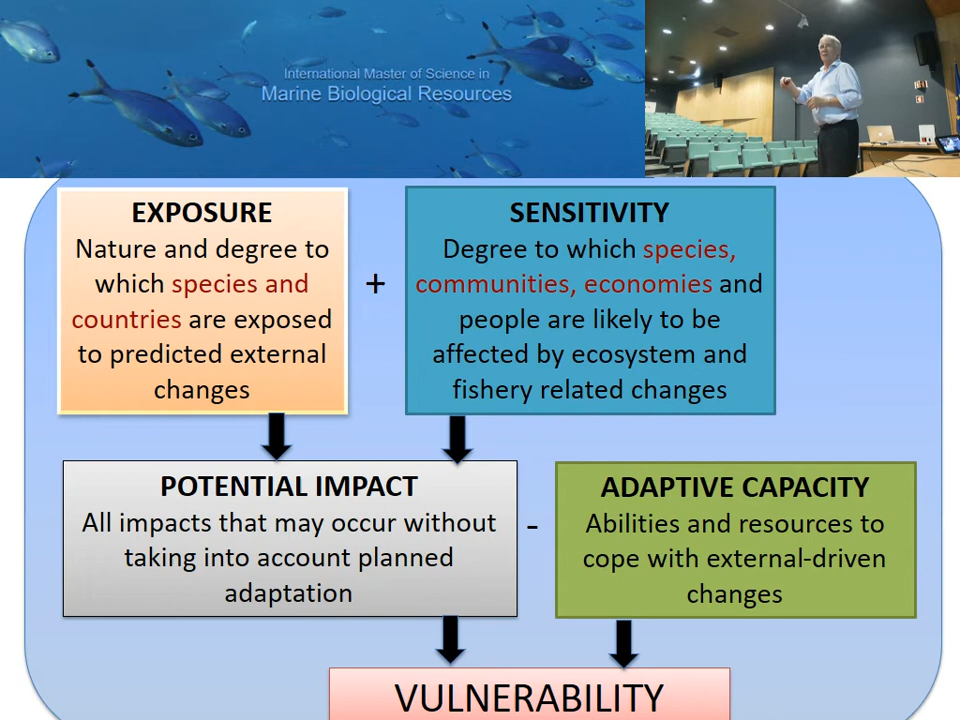 International Master of Science in
Marine Biological Resources
EXPOSURE
Nature and degree to
which species and
countries are exposed
to predicted external
changes
+
SENSITIVITY
Degree to which species,
communities, economies and
people are likely to be
affected by ecosystem and
fishery related changes
POTENTIAL IMPACT
All impacts that may occur without
taking into account planned
adaptation
-
ADAPTIVE CAPACITY
Abilities and resources to
cope with external-driven
changes
VULNERABILITY